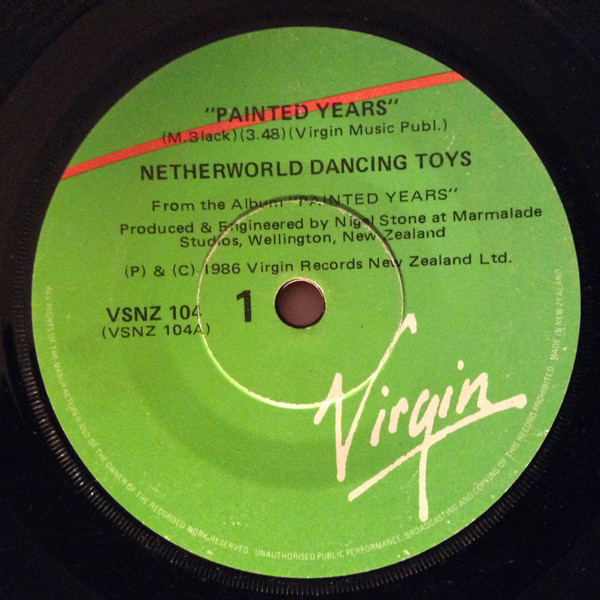 "PAINTED YEARS"
(M.Black)(3.48)(Virgin Music Publ.)
NETHERWORLD DANCING TOYS
From the Album "PAINTED YEARS"
Produced & Engineered by Nigel Stone at Marmalade
Studios, Wellington, New Zealand
(P) & (C) 1986 Virgin Records New Zealand Ltd.
VSNZ 104
(VSNZ 104A)
1
Virgin
ALL RIGHTS OF THE MANUFACTURER AND OF THE OWNER OF THE RECORDED WORK RESERVED. UNAUTHORISED PUBLIC PERFORMANCE, BROADCASTING AND COPYING OF THIS RECORD PROHIBITED. MADE IN NEW ZEALAND